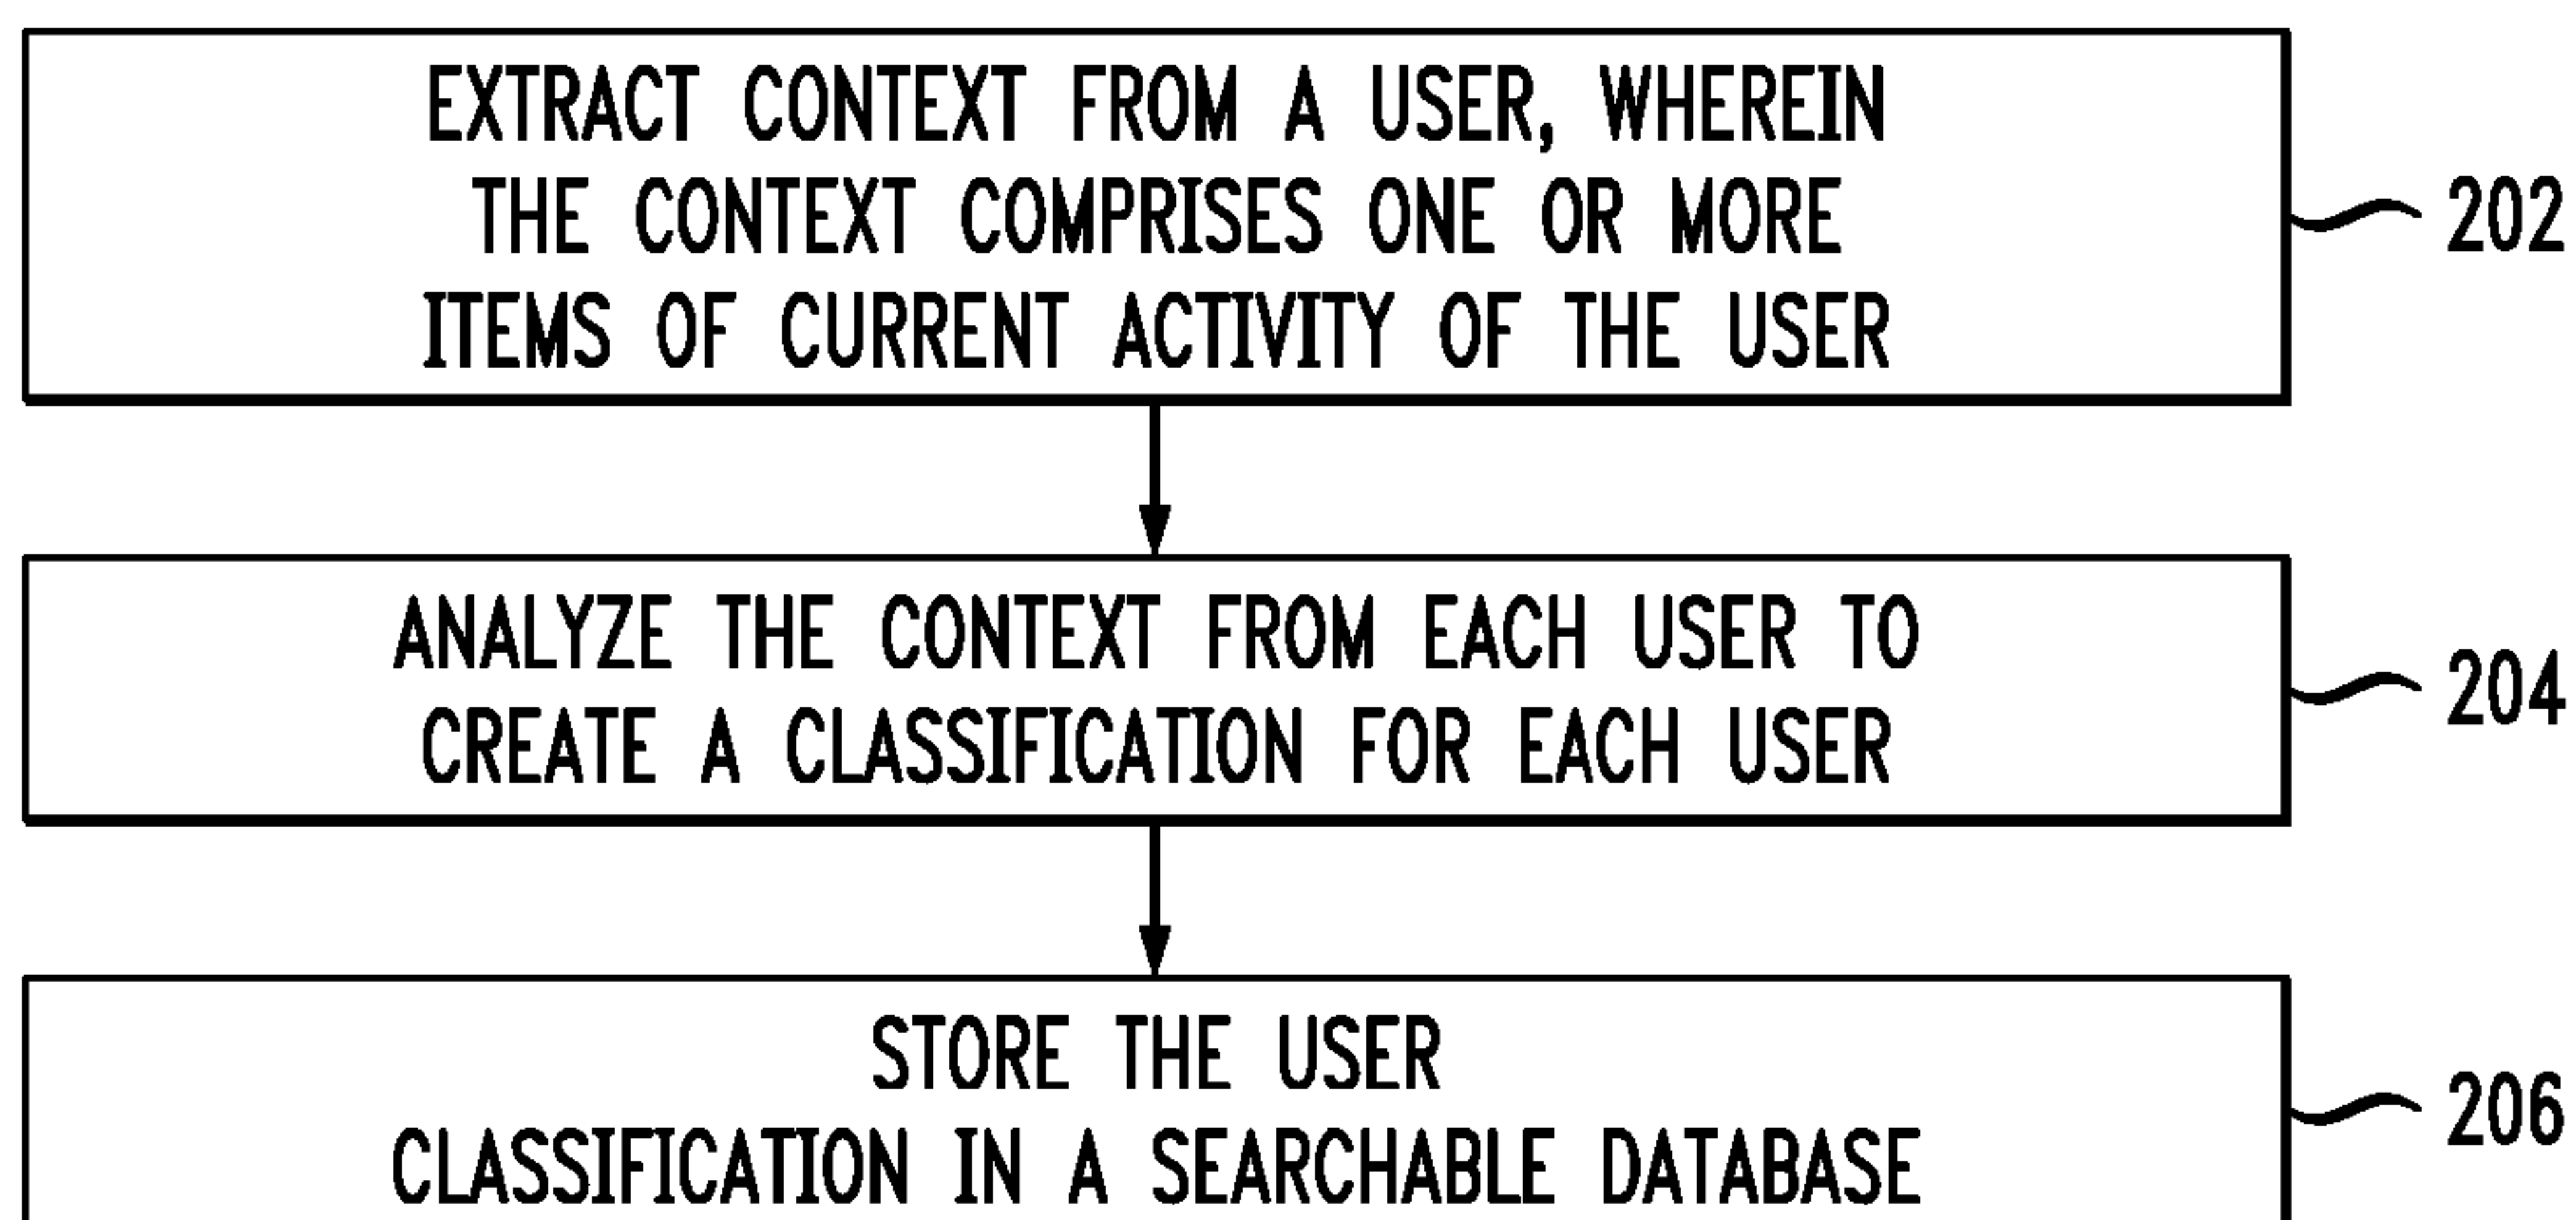 EXTRACT CONTEXT FROM A USER, WHEREIN
THE CONTEXT COMPRISES ONE OR MORE
ITEMS OF CURRENT ACTIVITY OF THE USER
202
ANALYZE THE CONTEXT FROM EACH USER TO
CREATE A CLASSIFICATION FOR EACH USER
204
STORE THE USER
CLASSIFICATION IN A SEARCHABLE DATABASE
206